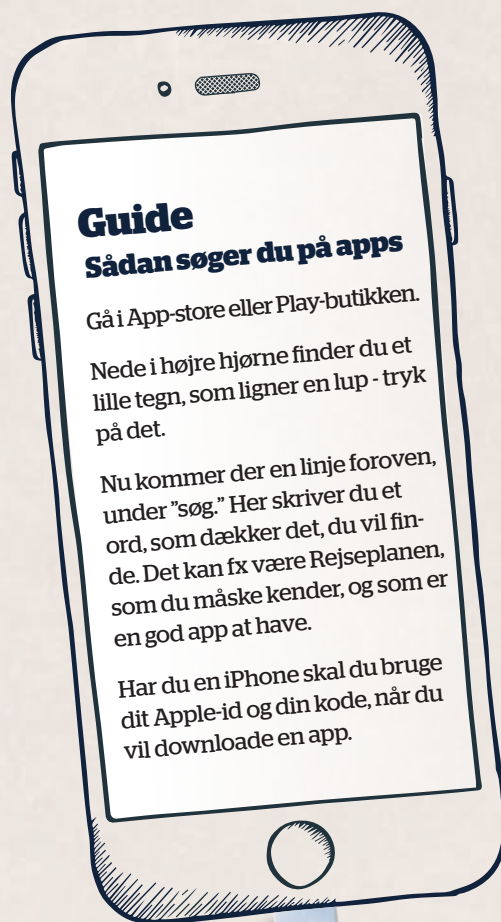 Guide
Sådan søger du på apps
Gå i App-store eller Play-butikken.
Nede i højre hjørne finder du et
lille tegn, som ligner en lup - tryk
på det.
Nu kommer der en linje foroven,
under ”søg.” Her skriver du et
ord, som dækker det, du vil fin-
de. Det kan fx være Rejseplanen,
som du måske kender, og som er
en god app at have.
Har du en iPhone skal du bruge
dit Apple-id og din kode, når du
vil downloade en app.